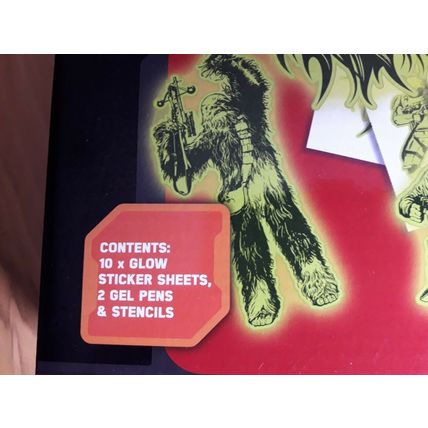 CONTENTS:
10 x GLOW
STICKER SHEETS,
2 GEL PENS
& STENCILS